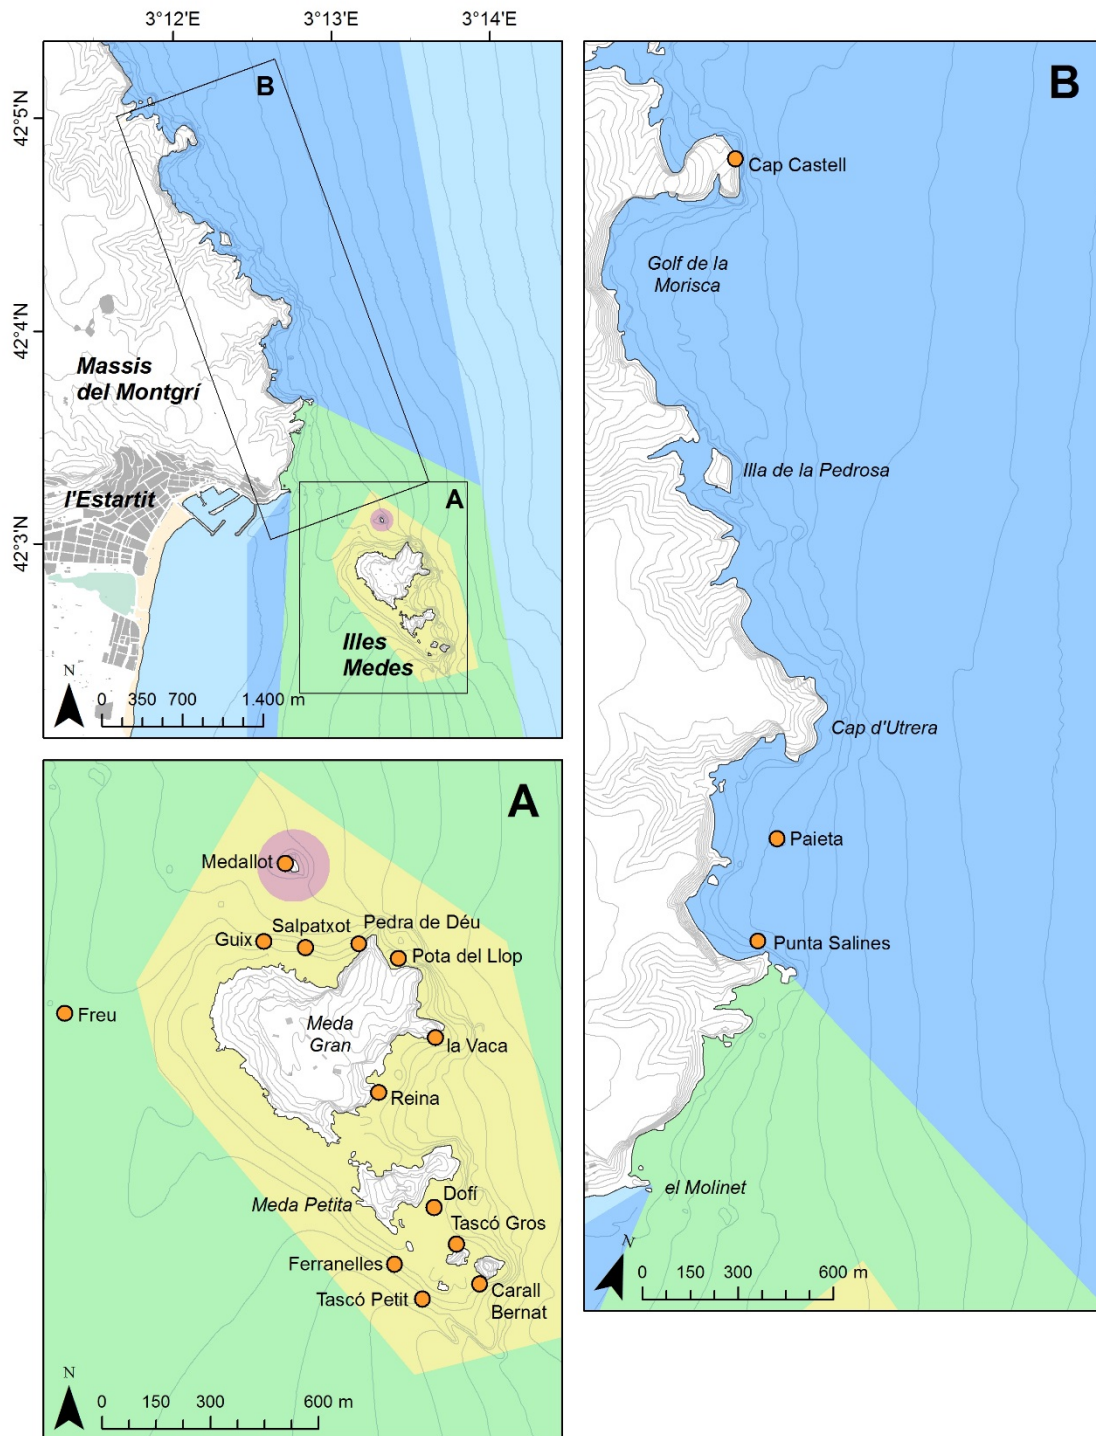 3°12'E
3°13'E
3°14'E
42°5'N
42°4'N
42°3'N
B
Massis
del Montgrí
l'Estartit
A
Illes
Medes
N
0 350 700 1.400 m
A
Medallot
Guix
Salpatxot
Pedra de Déu
Pota del Llop
Freu
Meda
Gran
la Vaca
Reina
Meda Petita
Dofí
Tascó Gros
Ferranelles
Tascó Petit
Carall
Bernat
N
0 150 300 600 m
B
Cap Castell
Golf de la
Morisca
Illa de la Pedrosa
Cap d'Utrera
Paieta
Punta Salines
el Molinet
N
0 150 300 600 m